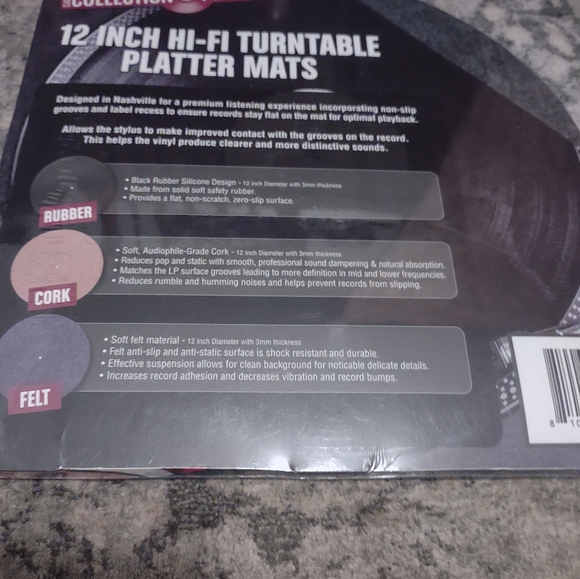 COLLECTION
12 INCH HI-FI TURNTABLE
PLATTER MATS
Designed in Nashville for a premium listening experience incorporating non-slip
grooves and label recess to ensure records stay flat on the mat for optimal playback.
Allows the stylus to make improved contact with the grooves on the record.
This helps the vinyl produce clearer and more distinctive sounds.
• Black Rubber Silicone Design - 12 inch Diameter with 3mm thickness
• Made from solid soft safety rubber.
• Provides a flat, non-scratch, zero-slip surface.
RUBBER
• Soft, Audiophile-Grade Cork - 12 inch Diameter with 3mm thickness
• Reduces pop and static with smooth, professional sound dampening & natural absorption.
• Matches the LP surface grooves leading to more definition in mid and lower frequencies.
• Reduces rumble and humming noises and helps prevent records from slipping.
CORK
• Soft felt material - 12 Inch Diameter with 3mm thickness
• Felt anti-slip and anti-static surface is shock resistant and durable.
• Effective suspension allows for clean background for noticable delicate details.
• Increases record adhesion and decreases vibration and record bumps.
FELT
8 10